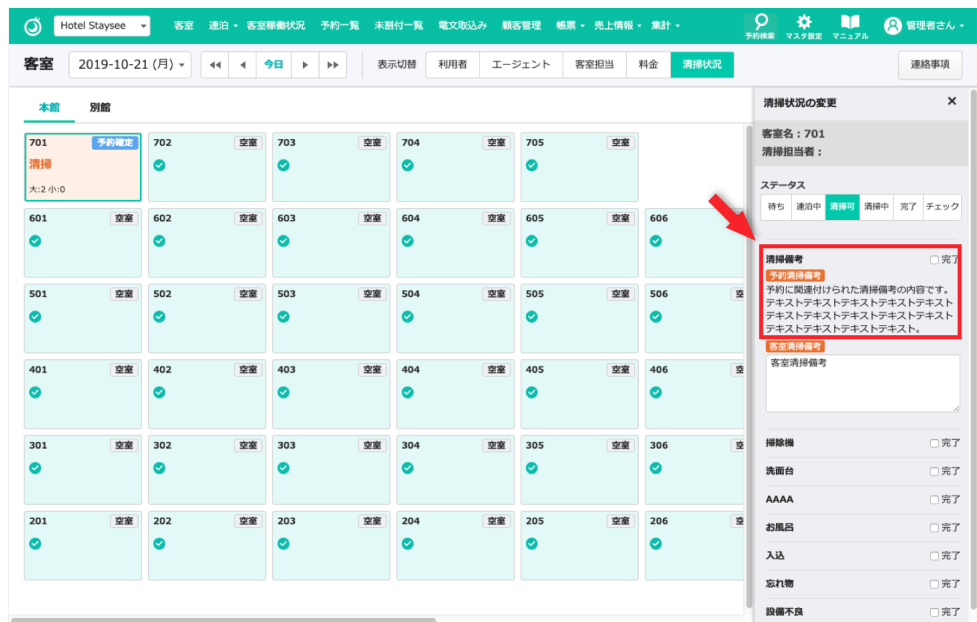 Hotel Staysee
客室
連泊
客室稼働状況
予約一覧
未割付一覧
電文取込み
顧客管理
帳票
売上情報
集計
予約検索
マスタ設定
マニュアル
管理者さん
客室
2019-10-21 (月)
今日
表示切替
利用者
エージェント
客室担当
料金
清掃状況
連絡事項
本館
別館
701 予約確定
清掃
大:2 小:0
702 空室
703 空室
704 空室
705 空室
601 空室
602 空室
603 空室
604 空室
605 空室
606
501 空室
502 空室
503 空室
504 空室
505 空室
506
401 空室
402 空室
403 空室
404 空室
405 空室
406
301 空室
302 空室
303 空室
304 空室
305 空室
306
201 空室
202 空室
203 空室
204 空室
205 空室
206
清掃状況の変更 ×
客室名：701
清掃担当者：
ステータス
待ち
連泊中
清掃可
清掃中
完了
チェック
清掃備考 完了
予約清掃備考
予約に関連付けられた清掃備考の内容です。
テキストテキストテキストテキストテキスト
テキストテキストテキストテキストテキスト
テキストテキストテキストテキスト。
客室清掃備考
客室清掃備考
掃除機 完了
洗面台 完了
AAAA 完了
お風呂 完了
入込 完了
忘れ物 完了
設備不良 完了